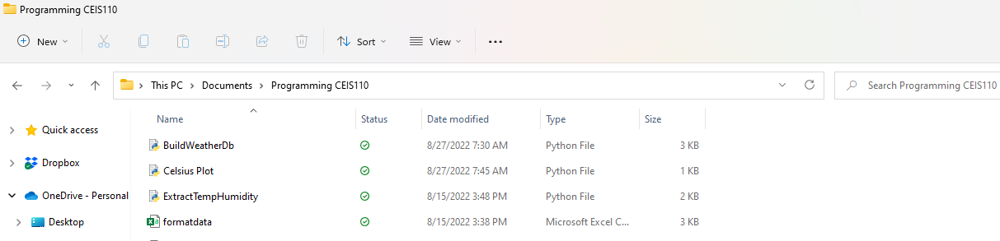 Programming CEIS110
New Sort View
This PC > Documents > Programming CEIS110 Search Programming CEIS110
Name Status Date modified Type Size
Quick access
BuildWeatherDb 8/27/2022 7:30 AM Python File 3 KB
Dropbox
Celsius Plot 8/27/2022 7:45 AM Python File 1 KB
OneDrive - Personal
ExtractTempHumidity 8/15/2022 3:48 PM Python File 2 KB
Desktop
formatdata 8/15/2022 3:38 PM Microsoft Excel C... 3 KB